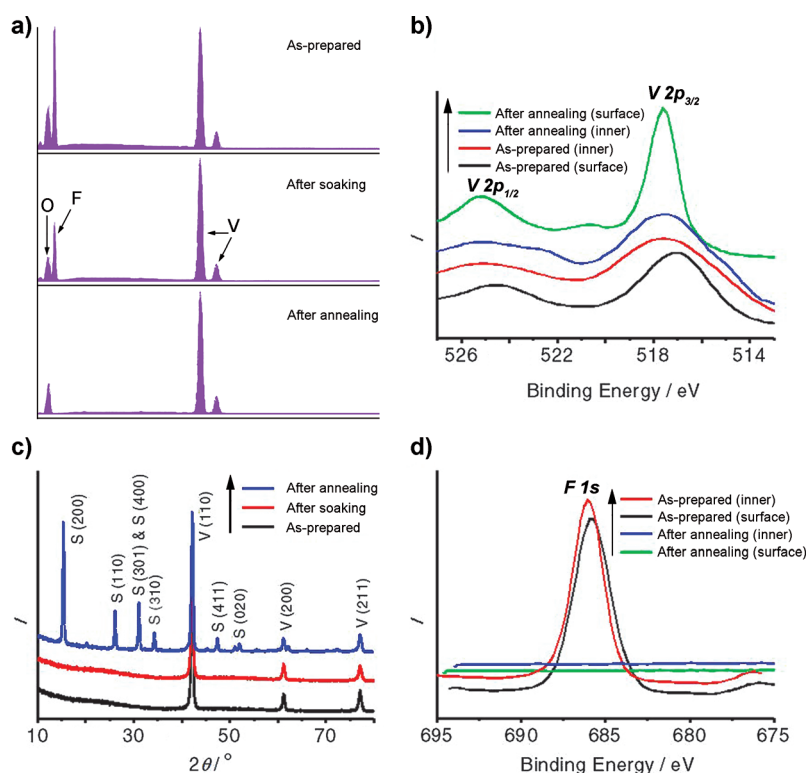 a)
As-prepared
After soaking
O
F
V
After annealing
b)
V 2p3/2
After annealing (surface)
After annealing (inner)
As-prepared (inner)
As-prepared (surface)
V 2p1/2
I
526 522 518 514
Binding Energy / eV
c)
After annealing
After soaking
As-prepared
S (200)
S (110)
S (301) & S (400)
S (310)
V (110)
S (411)
S (020)
V (200)
V (211)
I
10 30 50 70
2θ/°
d)
F 1s
As-prepared (inner)
As-prepared (surface)
After annealing (inner)
After annealing (surface)
I
695 690 685 680 675
Binding Energy / eV